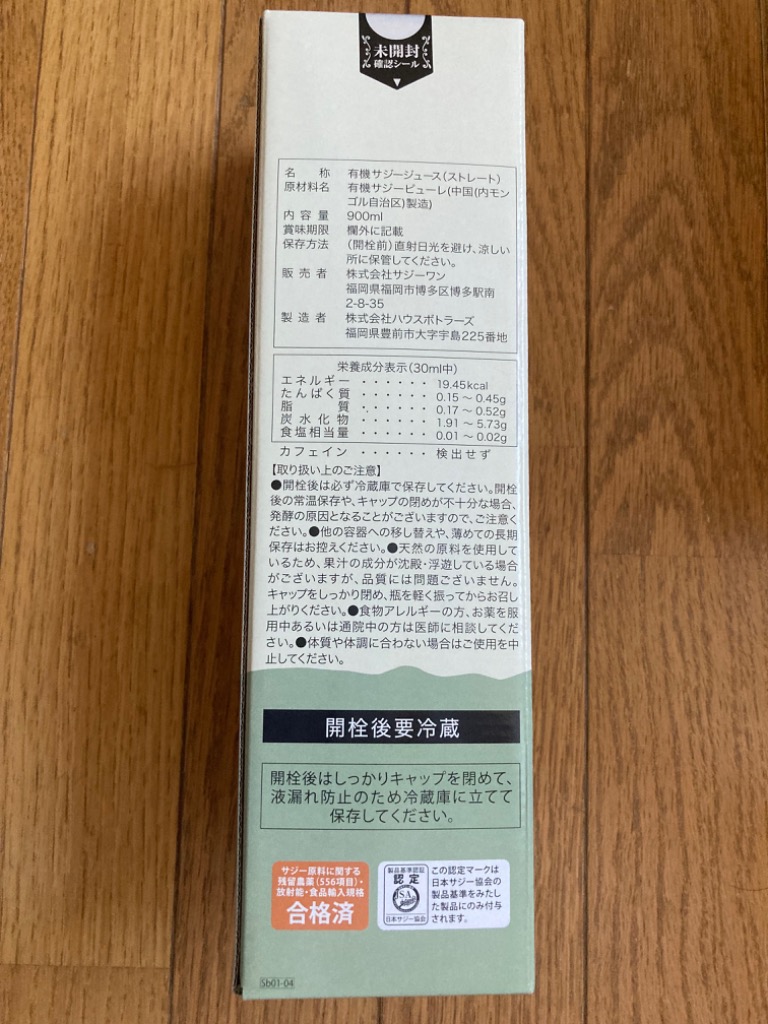 未開封
確認シール
名　称　有機サジージュース(ストレート)
原材料名　有機サジーピューレ(中国(内モン
ゴル自治区)製造)
内容量　900ml
賞味期限　欄外に記載
保存方法　(開栓前)直射日光を避け、涼しい
所に保管してください。
販売者　株式会社サジーワン
福岡県福岡市博多区博多駅南
2-8-35
製造者　株式会社ハウスボトラーズ
福岡県豊前市大字宇島225番地
栄養成分表示(30ml中)
エネルギー・・・・・・19.45kcal
たんぱく質・・・・・・0.15～0.45g
脂質・・・・・・0.17～0.52g
炭水化物・・・・・・1.91～5.73g
食塩相当量・・・・・・0.01～0.02g
カフェイン・・・・・・検出せず
【取り扱い上のご注意】
●開栓後は必ず冷蔵庫で保存してください。開栓
後の常温保存や、キャップの閉めが不十分な場合、
発酵の原因となることがございますので、ご注意く
ださい。●他の容器への移し替えや、薄めての長期
保存はお控えください。●天然の原料を使用して
いるため、果汁の成分が沈殿・浮遊している場合
がございますが、品質には問題ございません。
キャップをしっかり閉め、瓶を軽く振ってからお召し
上がりください。●食物アレルギーの方、お薬を服
用中あるいは通院中の方は医師に相談してくだ
さい。●体質や体調に合わない場合はご使用を中
止してください。
開栓後要冷蔵
開栓後はしっかりキャップを閉めて、
液漏れ防止のため冷蔵庫に立てて
保存してください。
サジー原料に関する
残留農薬(556項目)・
放射能・食品輸入規格
合格済
製品基準認証
認定
JSA
日本サジー協会
この認定マークは
日本サジー協会の
製品基準をみたし
た製品にのみ付与
されます。
Sb01-04